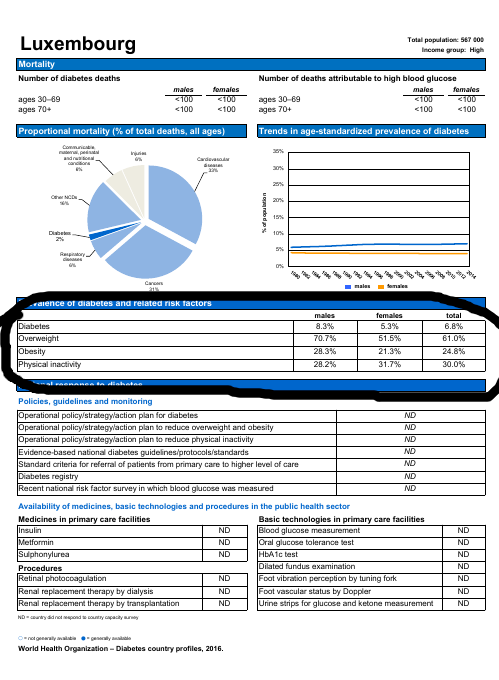 Luxembourg
Total population: 567 000
Income group: High
Mortality
Number of diabetes deaths
males females
ages 30–69 <100 <100
ages 70+ <100 <100
Number of deaths attributable to high blood glucose
males females
ages 30–69 <100 <100
ages 70+ <100 <100
Proportional mortality (% of total deaths, all ages)
Communicable,
maternal, perinatal
and nutritional
conditions
6%
Injuries
6%
Cardiovascular
diseases
33%
Other NCDs
16%
Diabetes
2%
Respiratory
diseases
6%
Cancers
31%
Trends in age-standardized prevalence of diabetes
35%
30%
25%
20%
15%
10%
5%
0%
% of population
1980 1982 1984 1986 1988 1990 1992 1994 1996 1998 2000 2002 2004 2006 2008 2010 2012 2014
males females
Prevalence of diabetes and related risk factors
males females total
Diabetes 8.3% 5.3% 6.8%
Overweight 70.7% 51.5% 61.0%
Obesity 28.3% 21.3% 24.8%
Physical inactivity 28.2% 31.7% 30.0%
response to diabetes
Policies, guidelines and monitoring
Operational policy/strategy/action plan for diabetes ND
Operational policy/strategy/action plan to reduce overweight and obesity ND
Operational policy/strategy/action plan to reduce physical inactivity ND
Evidence-based national diabetes guidelines/protocols/standards ND
Standard criteria for referral of patients from primary care to higher level of care ND
Diabetes registry ND
Recent national risk factor survey in which blood glucose was measured ND
Availability of medicines, basic technologies and procedures in the public health sector
Medicines in primary care facilities
Insulin ND
Metformin ND
Sulphonylurea ND
Procedures
Retinal photocoagulation ND
Renal replacement therapy by dialysis ND
Renal replacement therapy by transplantation ND
Basic technologies in primary care facilities
Blood glucose measurement ND
Oral glucose tolerance test ND
HbA1c test ND
Dilated fundus examination ND
Foot vibration perception by tuning fork ND
Foot vascular status by Doppler ND
Urine strips for glucose and ketone measurement ND
ND = country did not respond to country capacity survey
○ = not generally available ● = generally available
World Health Organization – Diabetes country profiles, 2016.